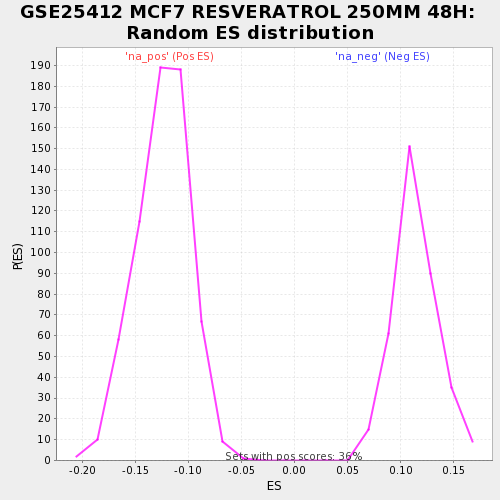 GSE25412 MCF7 RESVERATROL 250MM 48H:
Random ES distribution
'na_pos' (Pos ES)
'na_neg' (Neg ES)
190
180
170
160
150
140
130
120
110
100
90
80
70
60
50
40
30
20
10
0
P(ES)
Sets with pos scores: 36%
-0.20 -0.15 -0.10 -0.05 0.00 0.05 0.10 0.15
ES